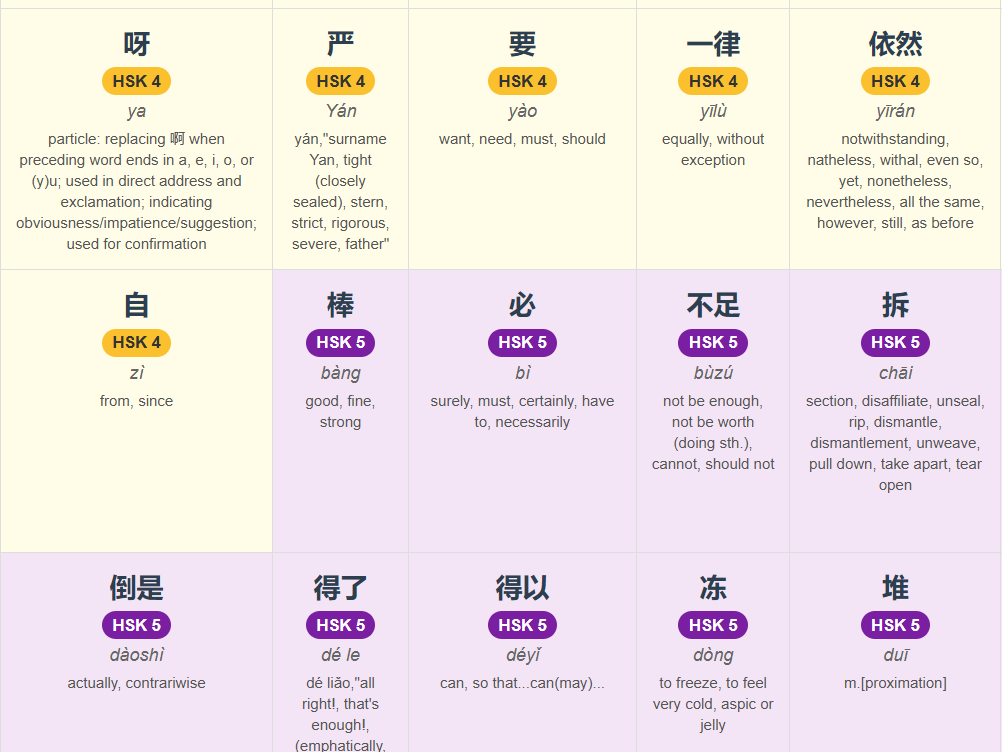 呀
HSK 4
ya
particle: replacing 啊 when
preceding word ends in a, e, i, o, or
(y)u; used in direct address and
exclamation; indicating
obviousness/impatience/suggestion;
used for confirmation
严
HSK 4
Yán
yán,"surname
Yan, tight
(closely
sealed), stern,
strict, rigorous,
severe, father"
要
HSK 4
yào
want, need, must, should
一律
HSK 4
yīlǜ
equally, without
exception
依然
HSK 4
yīrán
notwithstanding,
natheless, withal, even so,
yet, nonetheless,
nevertheless, all the same,
however, still, as before
自
HSK 4
zì
from, since
棒
HSK 5
bàng
good, fine,
strong
必
HSK 5
bì
surely, must, certainly, have
to, necessarily
不足
HSK 5
bùzú
not be enough,
not be worth
(doing sth.),
cannot, should not
拆
HSK 5
chāi
section, disaffiliate, unseal,
rip, dismantle,
dismantlement, unweave,
pull down, take apart, tear
open
倒是
HSK 5
dàoshì
actually, contrariwise
得了
HSK 5
dé le
dé liǎo,"all
right!, that's
enough!,
(emphatically,
得以
HSK 5
déyǐ
can, so that...can(may)...
冻
HSK 5
dòng
to freeze, to feel
very cold, aspic or
jelly
堆
HSK 5
duī
m.[proximation]